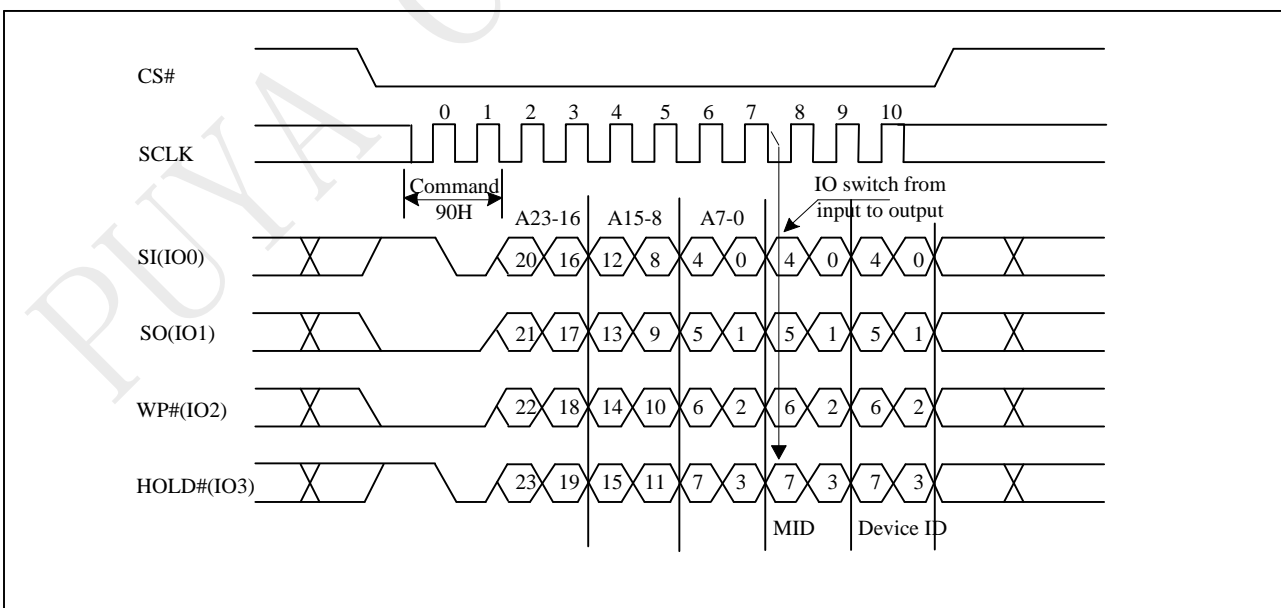 PUYA
CS#
0 1 2 3 4 5 6 7 8 9 10
SCLK
Command
90H
IO switch from
input to output
A23-16 A15-8 A7-0
SI(IO0) 20 16 12 8 4 0 4 0 4 0
SO(IO1) 21 17 13 9 5 1 5 1 5 1
WP#(IO2) 22 18 14 10 6 2 6 2 6 2
HOLD#(IO3) 23 19 15 11 7 3 7 3 7 3
MID Device ID